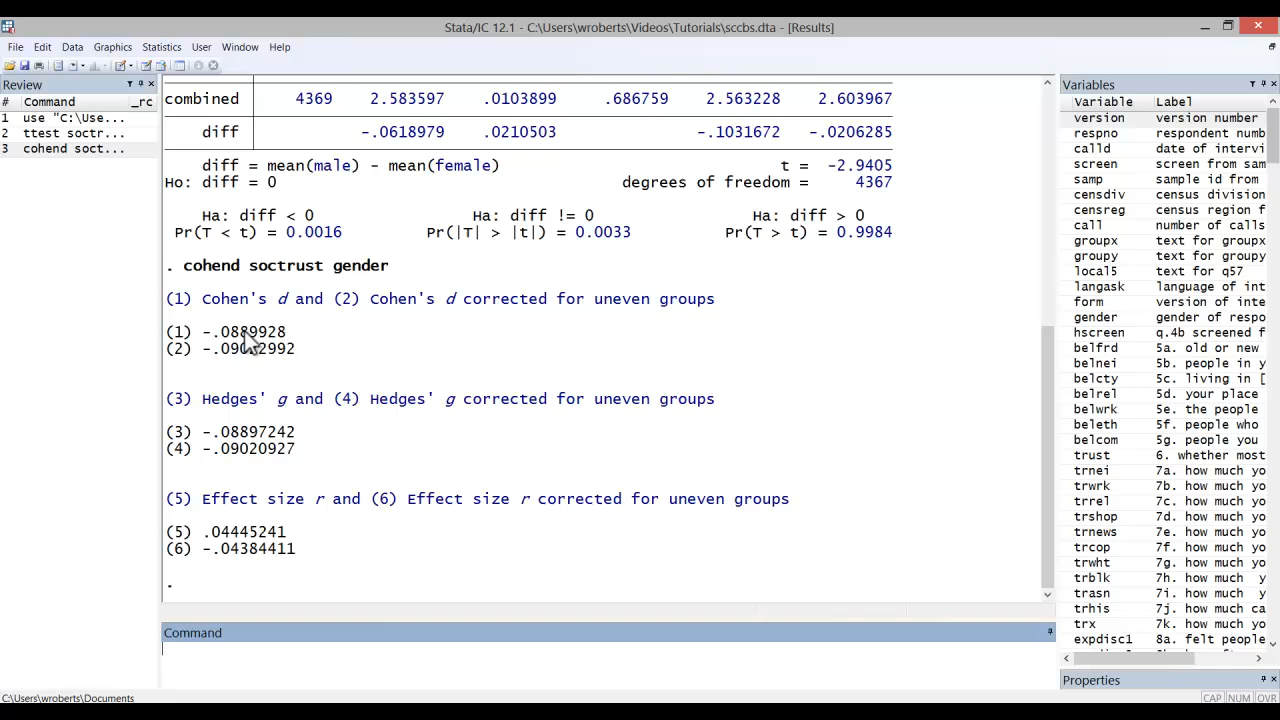 Stata/IC 12.1 - C:\Users\wroberts\Videos\Tutorials\sccbs.dta - [Results]
File Edit Data Graphics Statistics User Window Help
Review
# Command _rc
1 use "C:\Use...
2 ttest soctr...
3 cohend soct...
combined 4369 2.583597 .0103899 .686759 2.563228 2.603967
diff -.0618979 .0210503 -.1031672 -.0206285
diff = mean(male) - mean(female) t = -2.9405
Ho: diff = 0 degrees of freedom = 4367
Ha: diff < 0 Ha: diff != 0 Ha: diff > 0
Pr(T < t) = 0.0016 Pr(|T| > |t|) = 0.0033 Pr(T > t) = 0.9984
. cohend soctrust gender
(1) Cohen's d and (2) Cohen's d corrected for uneven groups
(1) -.0889928
(2)
(3) Hedges' g and (4) Hedges' g corrected for uneven groups
(3) -.08897242
(4) -.09020927
(5) Effect size r and (6) Effect size r corrected for uneven groups
(5) .04445241
(6) -.04384411
.
Command
Variables
Variable Label
version version number
respno respondent numb
calld date of intervi
screen screen from sam
samp sample id from
censdiv census division
censreg census region f
call number of calls
groupx text for groupx
groupy text for groupy
local5 text for q57
langask language of int
form version of inte
gender gender of respo
hscreen q.4b screened f
belfrd 5a. old or new
belnei 5b. people in y
belcty 5c. living in [
belrel 5d. your place
belwrk 5e. the people
beleth 5f. people who
belcom 5g. people you
trust 6. whether most
trnei 7a. how much yo
trwrk 7b. how much yo
trrel 7c. how much yo
trshop 7d. how much yo
trnews 7e. how much yo
trcop 7f. how much yo
trwht 7g. how much yo
trblk 7h. how much y
trasn 7i. how much y
trhis 7j. how much ca
trx 7k. how much yo
expdisc1 8a. felt people
Properties
C:\Users\wroberts\Documents
CAP NUM OVR